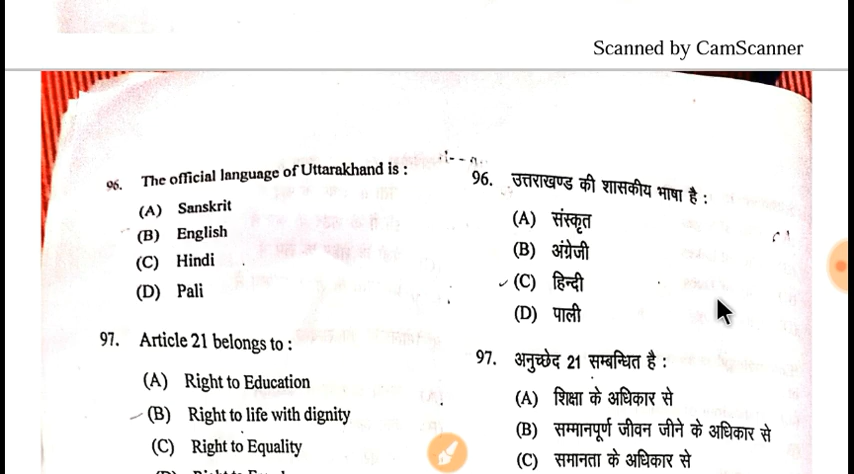 Scanned by CamScanner
96. The official language of Uttarakhand is :
(A) Sanskrit
(B) English
(C) Hindi
(D) Pali
97. Article 21 belongs to :
(A) Right to Education
(B) Right to life with dignity
(C) Right to Equality
96. उत्तराखण्ड की शासकीय भाषा है :
(A) संस्कृत
(B) अंग्रेजी
(C) हिन्दी
(D) पाली
97. अनुच्छेद 21 सम्बन्धित है :
(A) शिक्षा के अधिकार से
(B) सम्मानपूर्ण जीवन जीने के अधिकार से
(C) समानता के अधिकार से